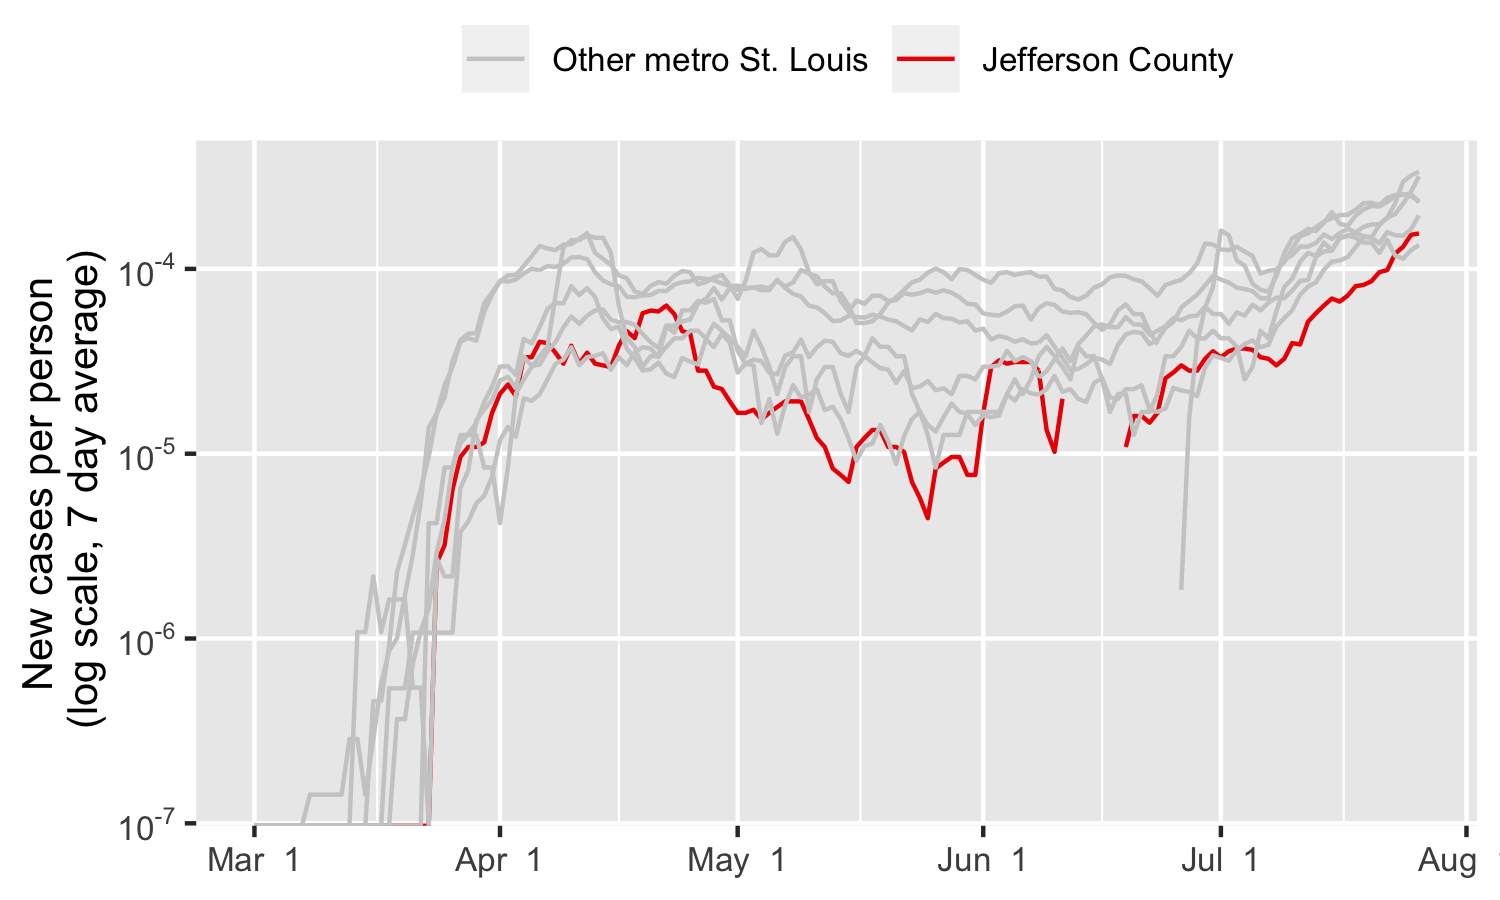 Other metro St. Louis
Jefferson County
New cases per person
(log scale, 7 day average)
10-4
10-5
10-6
10-7
Mar 1
Apr 1
May 1
Jun 1
Jul 1
Aug